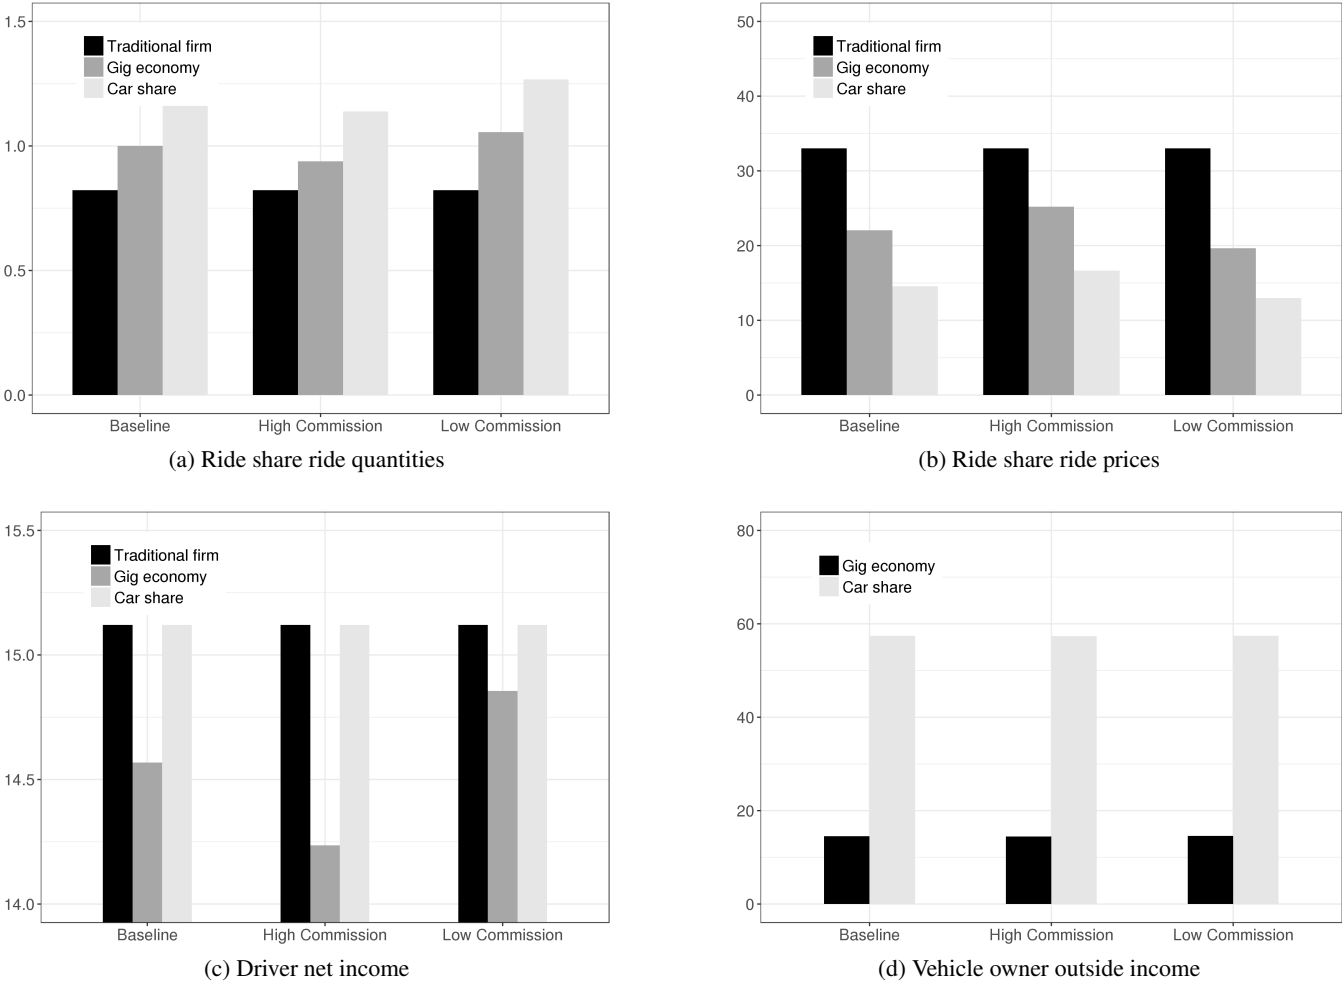 1.5
1.0
0.5
0.0
Traditional firm
Gig economy
Car share
Baseline High Commission Low Commission
(a) Ride share ride quantities
50
40
30
20
10
0
Traditional firm
Gig economy
Car share
Baseline High Commission Low Commission
(b) Ride share ride prices
15.5
15.0
14.5
14.0
Traditional firm
Gig economy
Car share
Baseline High Commission Low Commission
(c) Driver net income
80
60
40
20
0
Gig economy
Car share
Baseline High Commission Low Commission
(d) Vehicle owner outside income